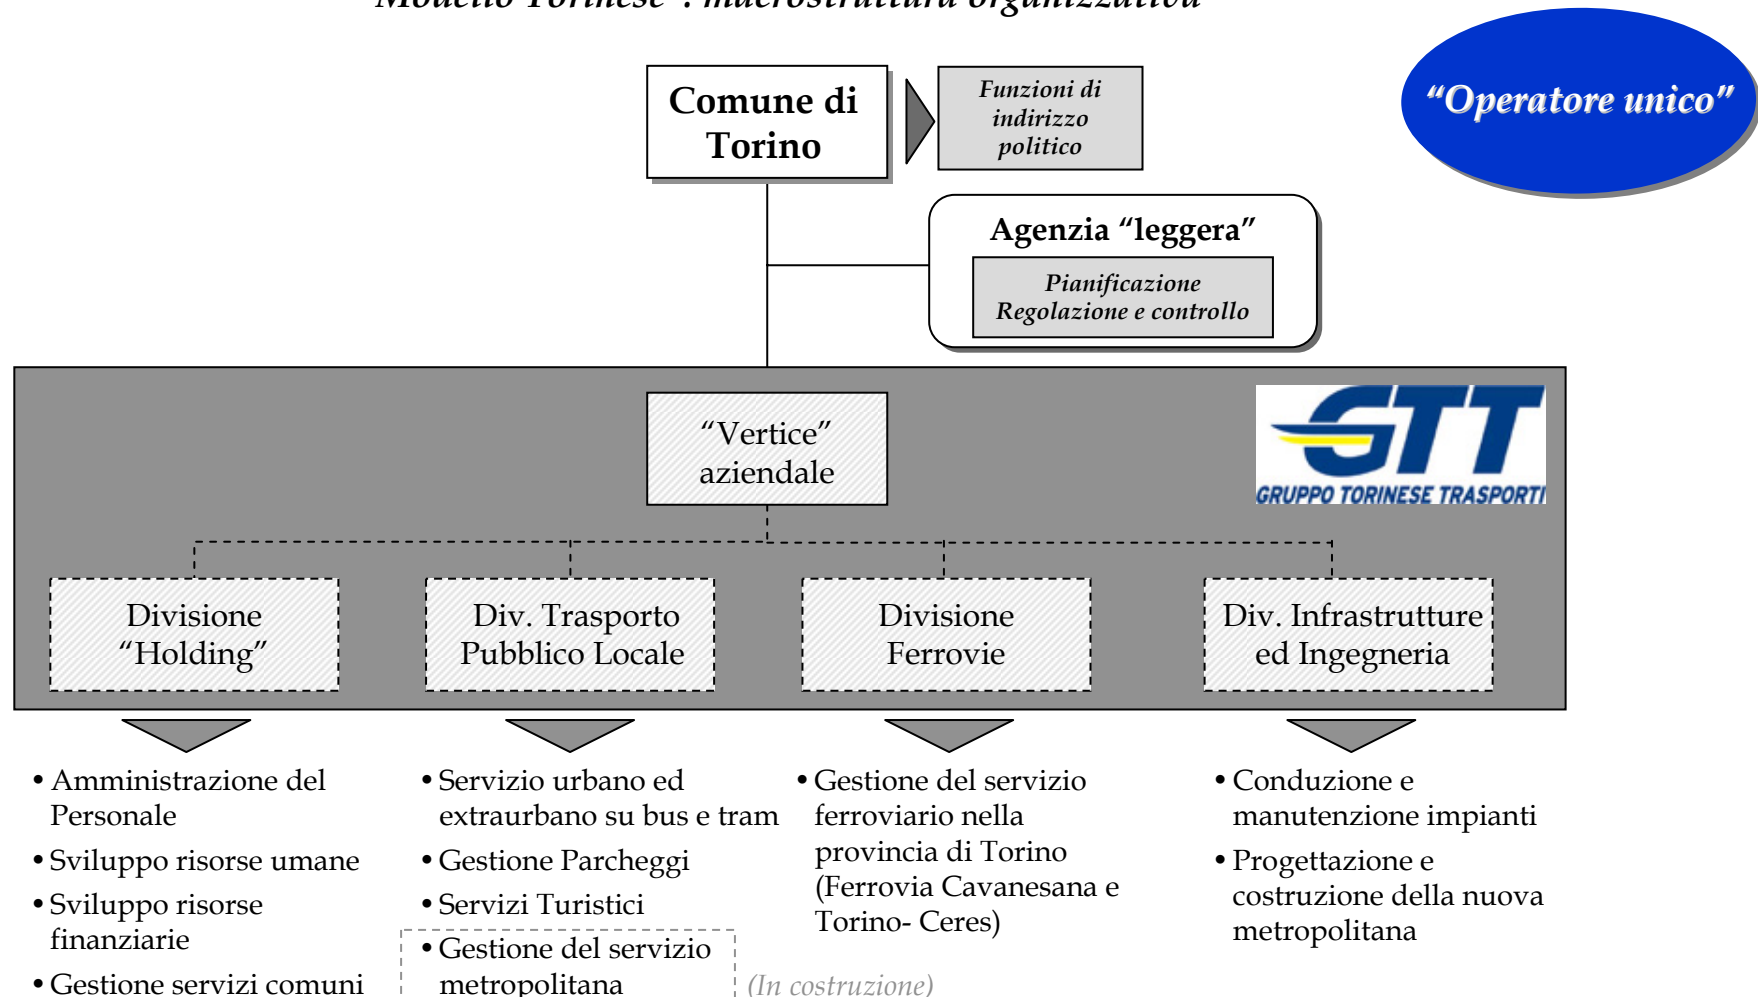 Modello Torinese”: macrostruttura organizzativa
“Operatore unico”
Comune di
Torino
Funzioni di
indirizzo
politico
Agenzia “leggera”
Pianificazione
Regolazione e controllo
“Vertice”
aziendale
GTT
GRUPPO TORINESE TRASPORTI
Divisione
“Holding”
Div. Trasporto
Pubblico Locale
Divisione
Ferrovie
Div. Infrastrutture
ed Ingegneria
• Amministrazione del
Personale
• Sviluppo risorse umane
• Sviluppo risorse
finanziarie
• Gestione servizi comuni
• Servizio urbano ed
extraurbano su bus e tram
• Gestione Parcheggi
• Servizi Turistici
• Gestione del servizio
metropolitana
(In costruzione)
• Gestione del servizio
ferroviario nella
provincia di Torino
(Ferrovia Cavanesana e
Torino- Ceres)
• Conduzione e
manutenzione impianti
• Progettazione e
costruzione della nuova
metropolitana